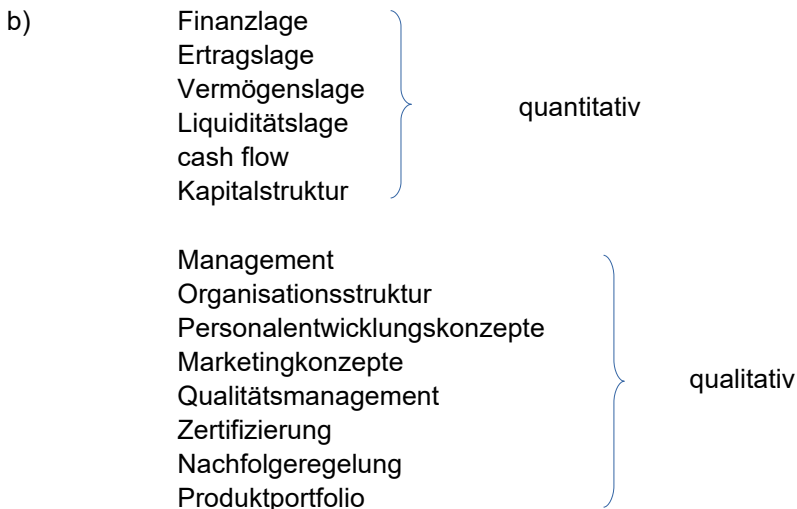 b) Finanzlage
Ertragslage
Vermögenslage
quantitativ
Liquiditätslage
cash flow
Kapitalstruktur
Management
Organisationsstruktur
Personalentwicklungskonzepte
Marketingkonzepte
qualitativ
Qualitätsmanagement
Zertifizierung
Nachfolgeregelung
Produktportfolio